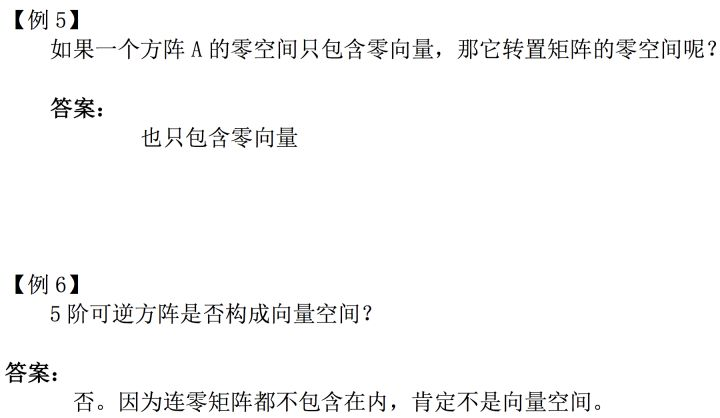 【例 5】
如果一个方阵 A 的零空间只包含零向量，那它转置矩阵的零空间呢？
答案：
也只包含零向量
【例 6】
5 阶可逆方阵是否构成向量空间？
答案：
否。因为连零矩阵都不包含在内，肯定不是向量空间。